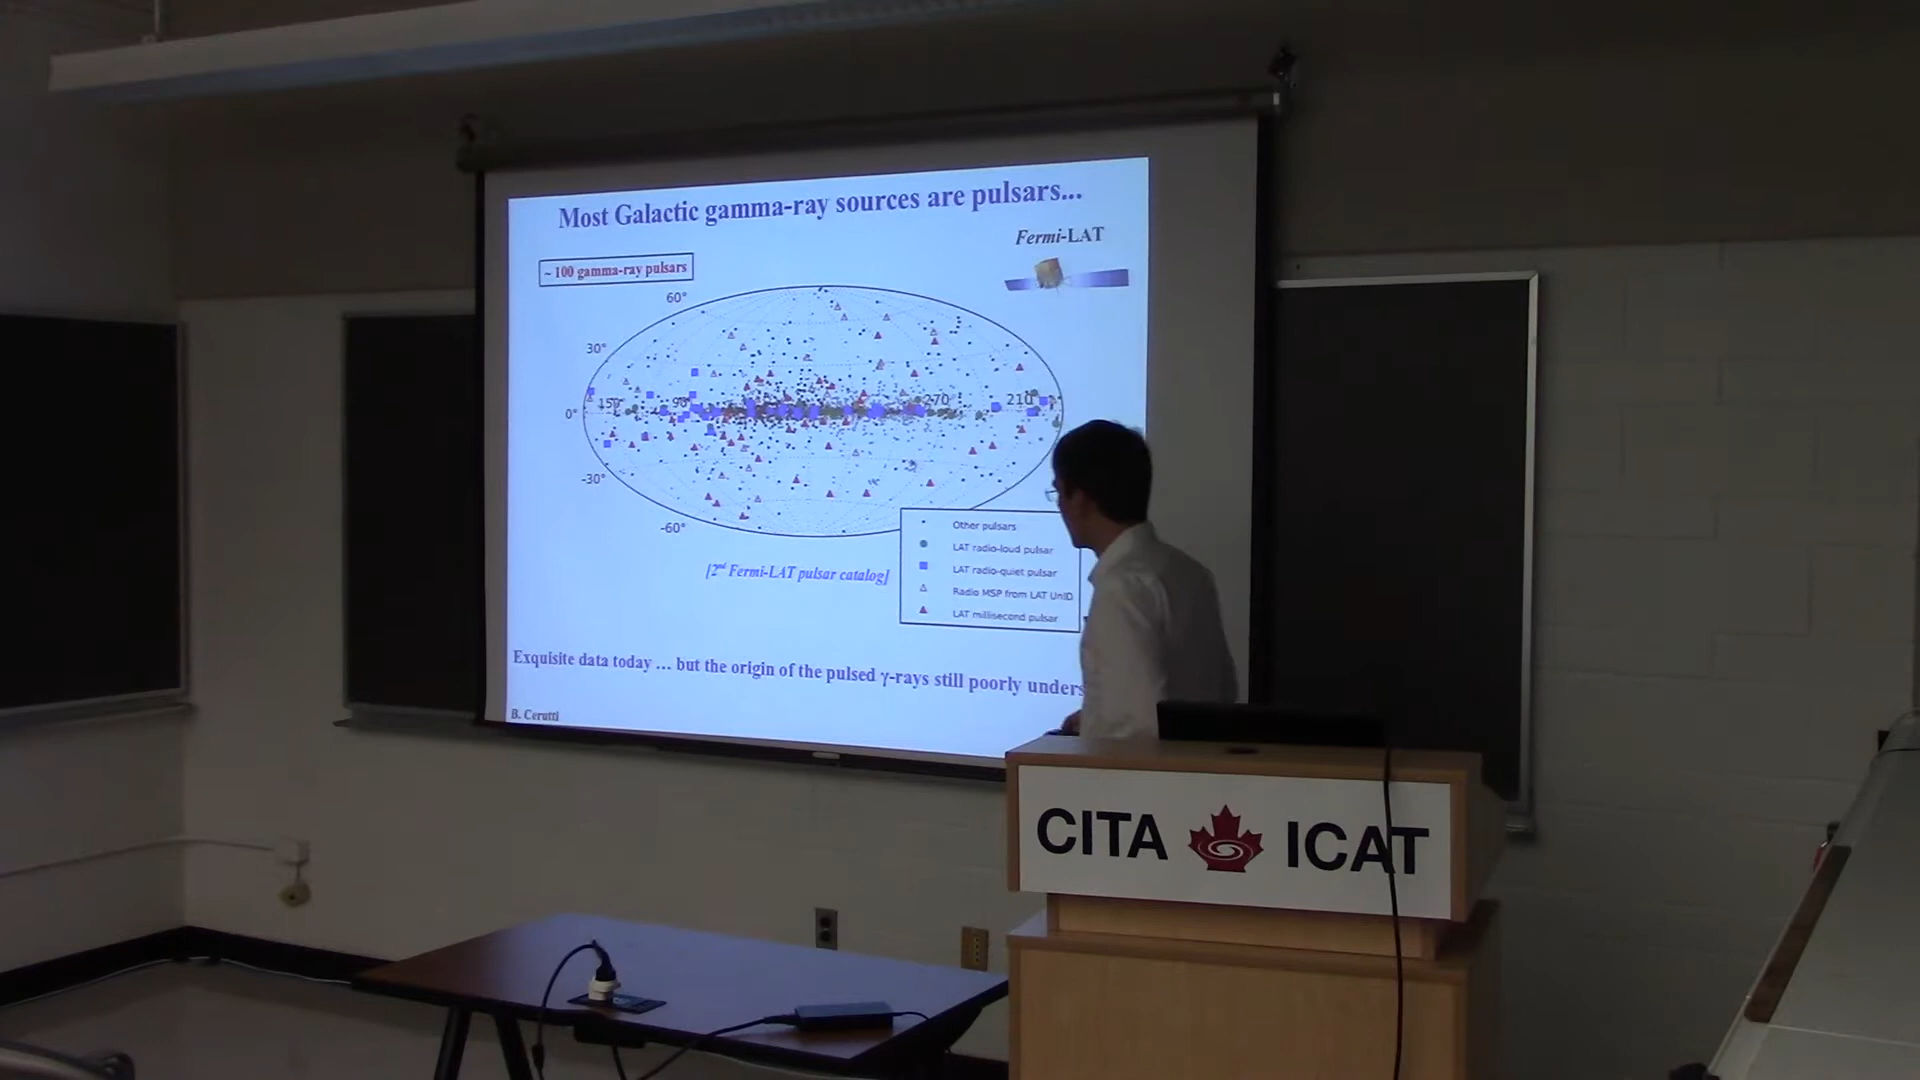 Most Galactic gamma-ray sources are pulsars...
Fermi-LAT
~ 100 gamma-ray pulsars
60°
30°
0°
150°
90°
270
210
-30°
-60°
Other pulsars
LAT radio-loud pulsar
LAT radio-quiet pulsar
Radio MSP from LAT UnID
LAT millisecond pulsar
[2nd Fermi-LAT pulsar catalog]
Exquisite data today ... but the origin of the pulsed γ-rays still poorly unders
B. Cerutti
CITA ICAT